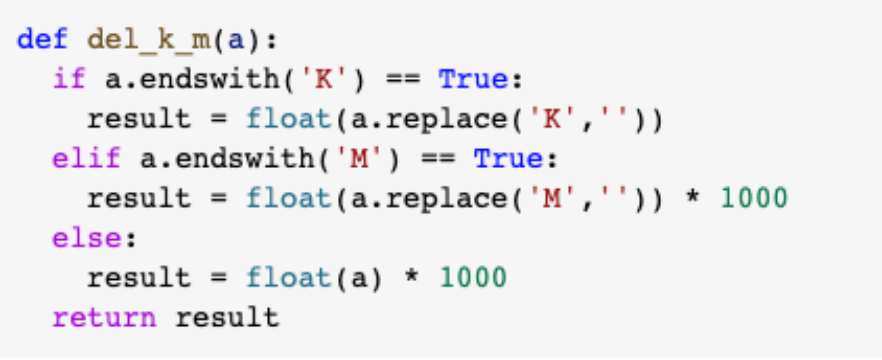 def del_k_m(a):
  if a.endswith('K') == True:
    result = float(a.replace('K',''))
  elif a.endswith('M') == True:
    result = float(a.replace('M','')) * 1000
  else:
    result = float(a) * 1000
  return result